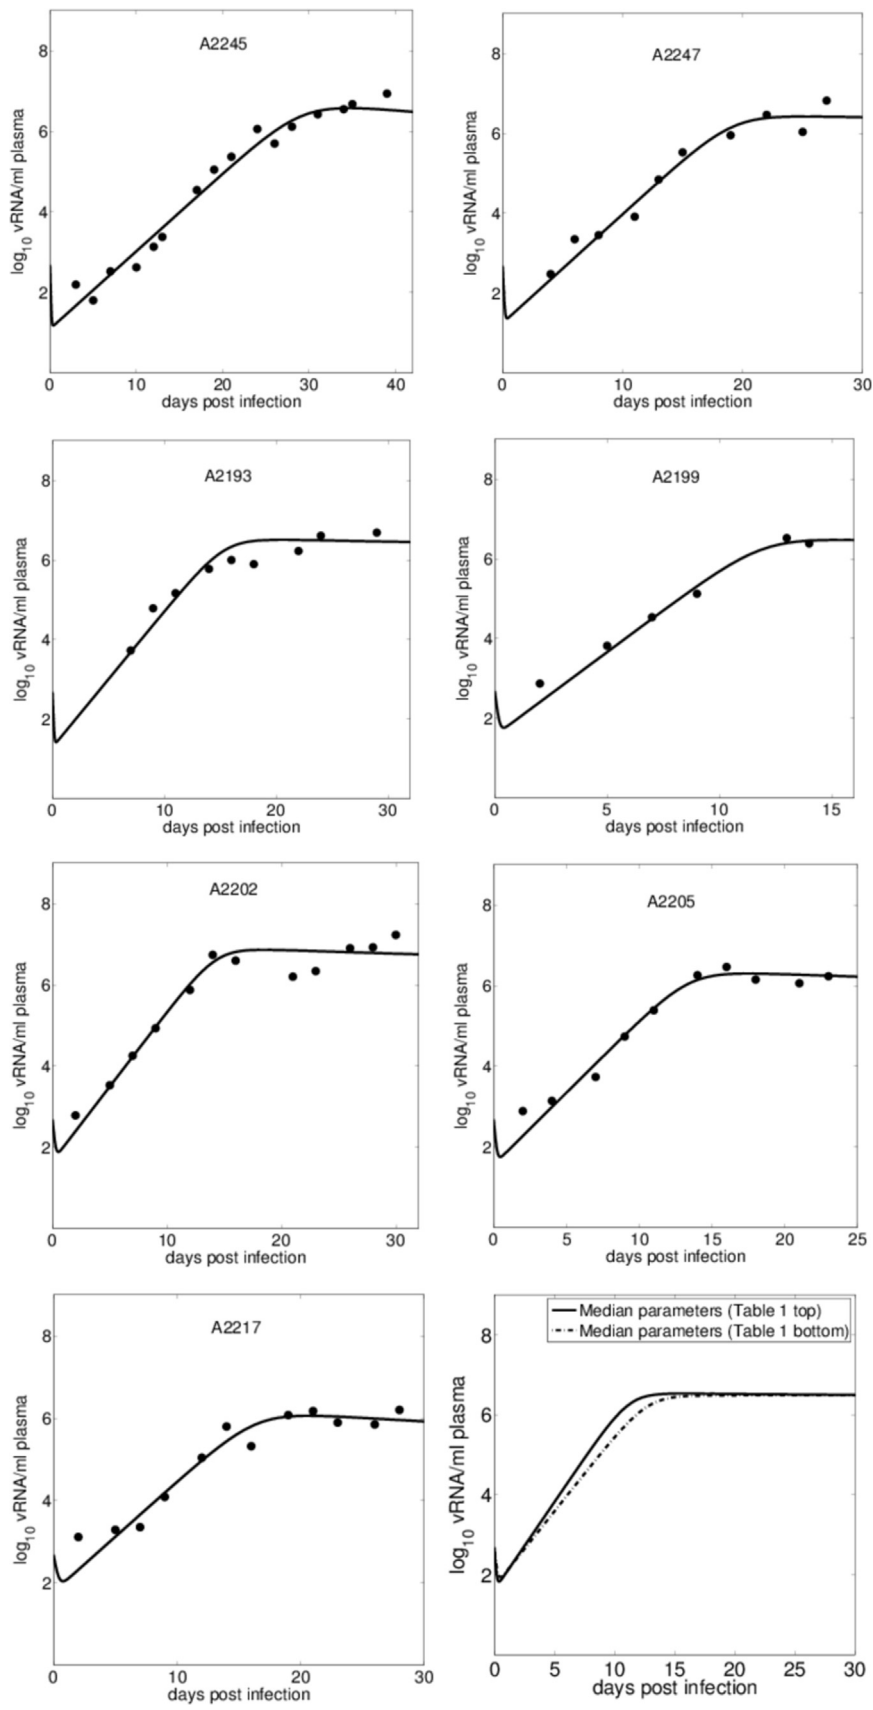 A2245
8
6
4
2
log10 vRNA/ml plasma
0 10 20 30 40
days post infection
A2247
8
6
4
2
log10 vRNA/ml plasma
0 10 20 30
days post infection
A2193
8
6
4
2
log10 vRNA/ml plasma
0 10 20 30
days post infection
A2199
8
6
4
2
log10 vRNA/ml plasma
0 5 10 15
days post infection
A2202
8
6
4
2
log10 vRNA/ml plasma
0 10 20 30
days post infection
A2205
8
6
4
2
log10 vRNA/ml plasma
0 5 10 15 20 25
days post infection
A2217
8
6
4
2
log10 vRNA/ml plasma
0 10 20 30
days post infection
Median parameters (Table 1 top)
Median parameters (Table 1 bottom)
8
6
4
2
log10 vRNA/ml plasma
0 5 10 15 20 25 30
days post infection